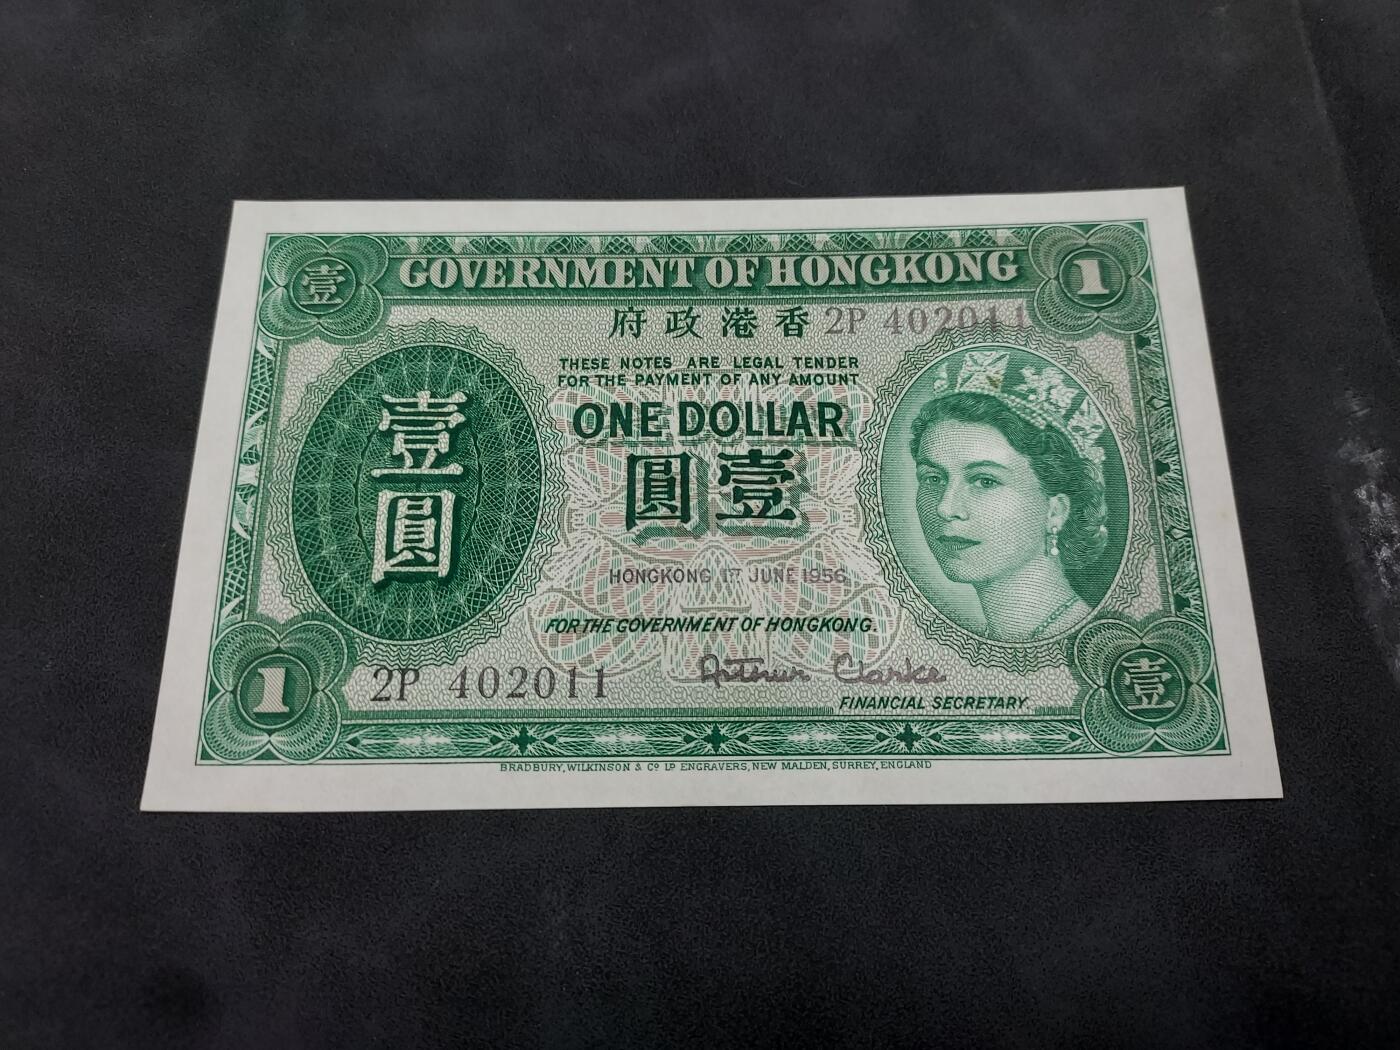 壹
GOVERNMENT OF HONGKONG
1
府政港香
2P 402011
THESE NOTES ARE LEGAL TENDER
FOR THE PAYMENT OF ANY AMOUNT
ONE DOLLAR
圓壹
壹
圓
HONGKONG, 1ST JUNE 1956
FOR THE GOVERNMENT OF HONGKONG.
2P 402011
Arthur Clarke
FINANCIAL SECRETARY.
1
壹
BRADBURY, WILKINSON & Cº Lᴰ ENGRAVERS, NEW MALDEN, SURREY, ENGLAND